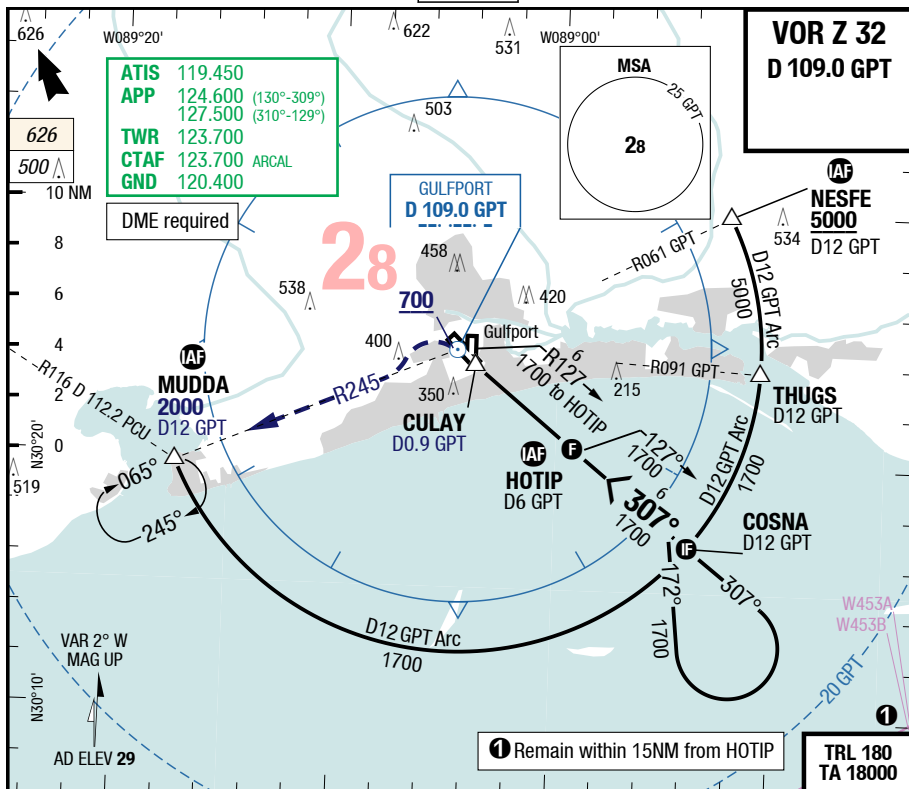 626
W089°20'
622
531
W089°00'
VOR Z 32
D 109.0 GPT
ATIS 119.450
APP 124.600 (130°-309°)
127.500 (310°-129°)
TWR 123.700
CTAF 123.700 ARCAL
GND 120.400
503
MSA
25 GPT
28
626
500
10 NM
8
6
4
2
0
DME required
GULFPORT
D 109.0 GPT
28
458
420
538
700
400
350
Gulfport
IAF
NESFE
5000
D12 GPT
534
R061 GPT
D12 GPT Arc
5000
R091 GPT
215
THUGS
D12 GPT
R116 D 112.2 PCU
IAF
MUDDA
2000
D12 GPT
R245
CULAY
D0.9 GPT
6
R127
1700 to HOTIP
F
IAF
HOTIP
D6 GPT
127°
1700
D12 GPT Arc
1700
6
307°
1700
COSNA
D12 GPT
IF
N30°20'
519
065°
245°
172°
1700
307°
D12 GPT Arc
1700
W453A
W453B
20 GPT
VAR 2° W
MAG UP
N30°10'
AD ELEV 29
1
1 Remain within 15NM from HOTIP
TRL 180
TA 18000